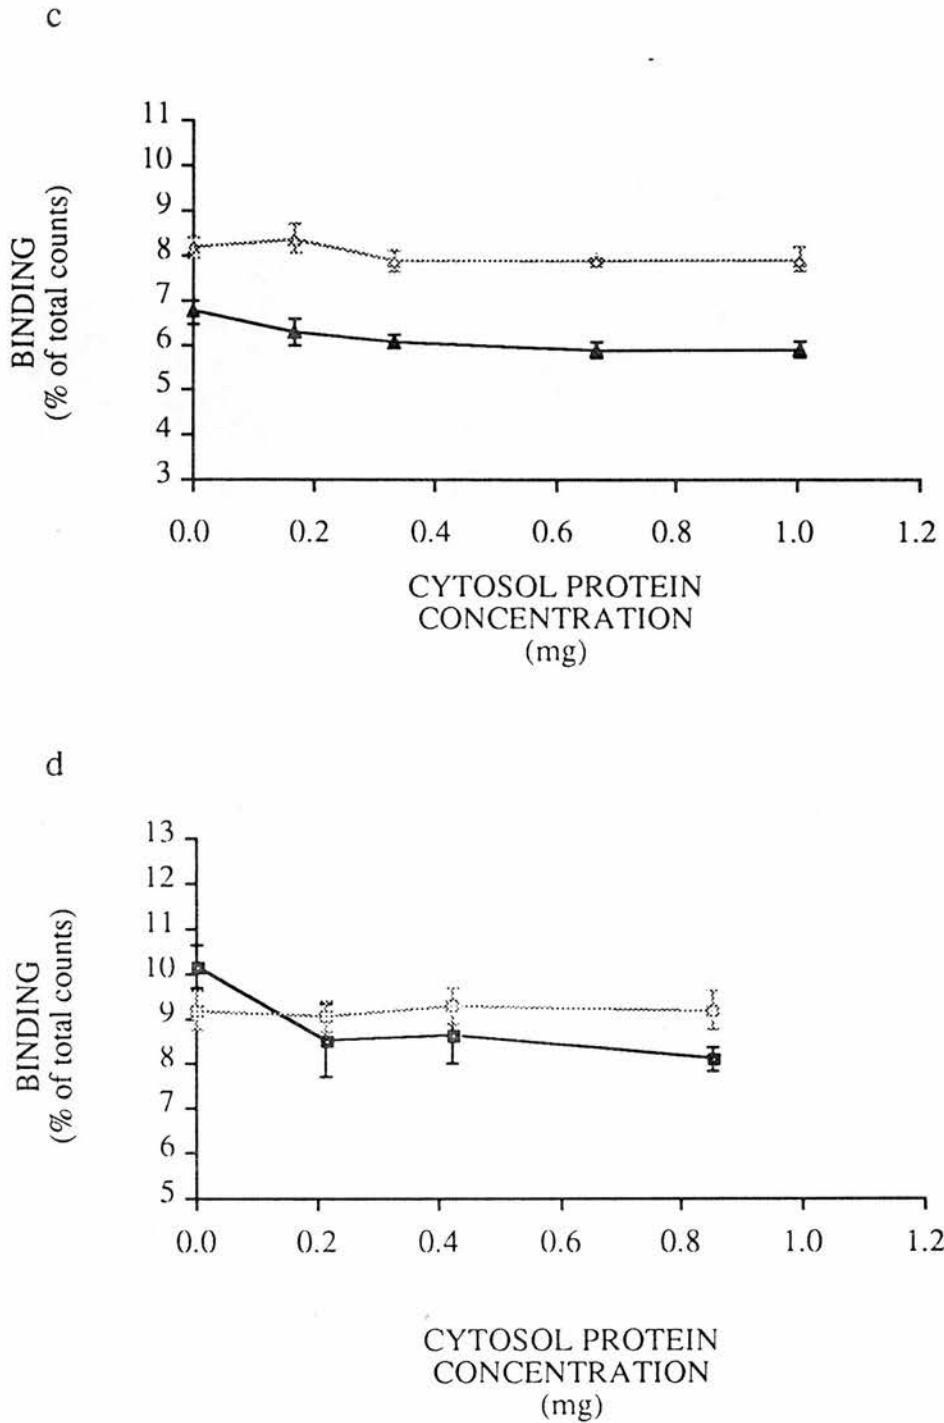 c
11
10
9
8
7
6
5
4
3
BINDING
(% of total counts)
0.0 0.2 0.4 0.6 0.8 1.0 1.2
CYTOSOL PROTEIN
CONCENTRATION
(mg)
d
13
12
11
10
9
8
7
6
5
BINDING
(% of total counts)
0.0 0.2 0.4 0.6 0.8 1.0 1.2
CYTOSOL PROTEIN
CONCENTRATION
(mg)